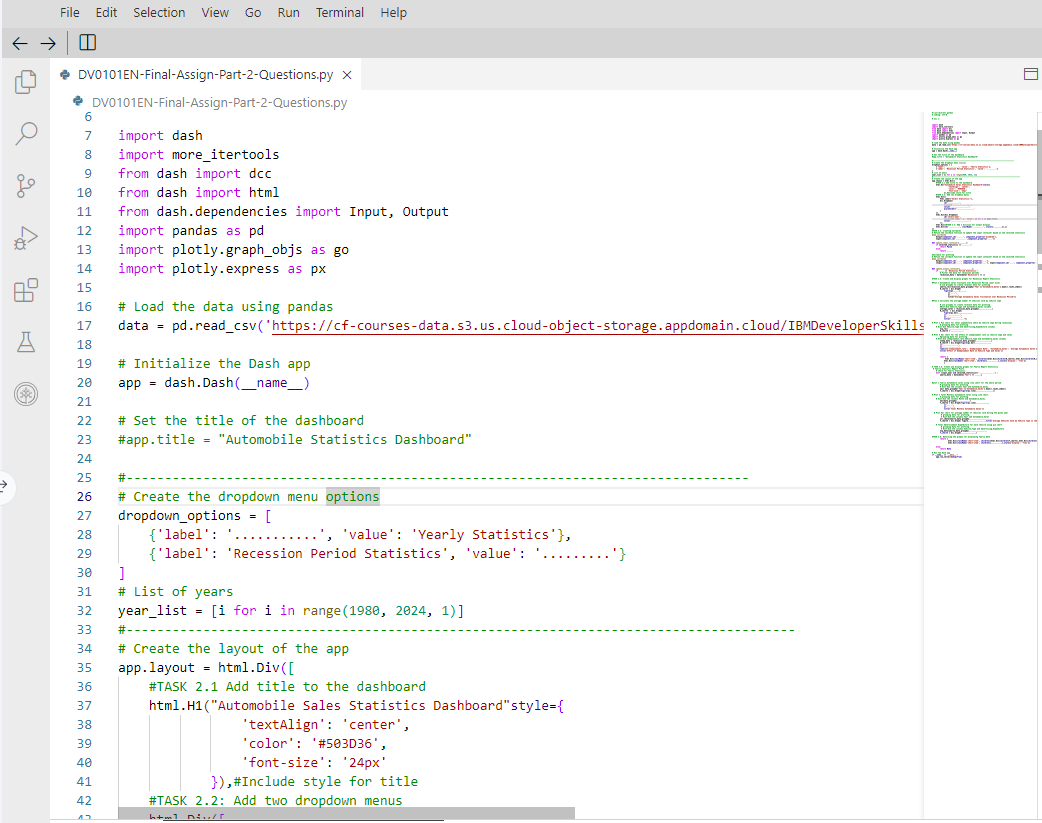 File Edit Selection View Go Run Terminal Help
DV0101EN-Final-Assign-Part-2-Questions.py
DV0101EN-Final-Assign-Part-2-Questions.py
6
7 import dash
8 import more_itertools
9 from dash import dcc
10 from dash import html
11 from dash.dependencies import Input, Output
12 import pandas as pd
13 import plotly.graph_objs as go
14 import plotly.express as px
15
16 # Load the data using pandas
17 data = pd.read_csv('https://cf-courses-data.s3.us.cloud-object-storage.appdomain.cloud/IBMDeveloperSkills
18
19 # Initialize the Dash app
20 app = dash.Dash(__name__)
21
22 # Set the title of the dashboard
23 #app.title = "Automobile Statistics Dashboard"
24
25 #---------------------------------------------------------------------------------
26 # Create the dropdown menu options
27 dropdown_options = [
28     {'label': '...........', 'value': 'Yearly Statistics'},
29     {'label': 'Recession Period Statistics', 'value': '.........'}
30 ]
31 # List of years
32 year_list = [i for i in range(1980, 2024, 1)]
33 #---------------------------------------------------------------------------------------
34 # Create the layout of the app
35 app.layout = html.Div([
36     #TASK 2.1 Add title to the dashboard
37     html.H1("Automobile Sales Statistics Dashboard"style={
38                 'textAlign': 'center',
39                 'color': '#503D36',
40                 'font-size': '24px'
41             }),#Include style for title
42     #TASK 2.2: Add two dropdown menus
43     html.Div([